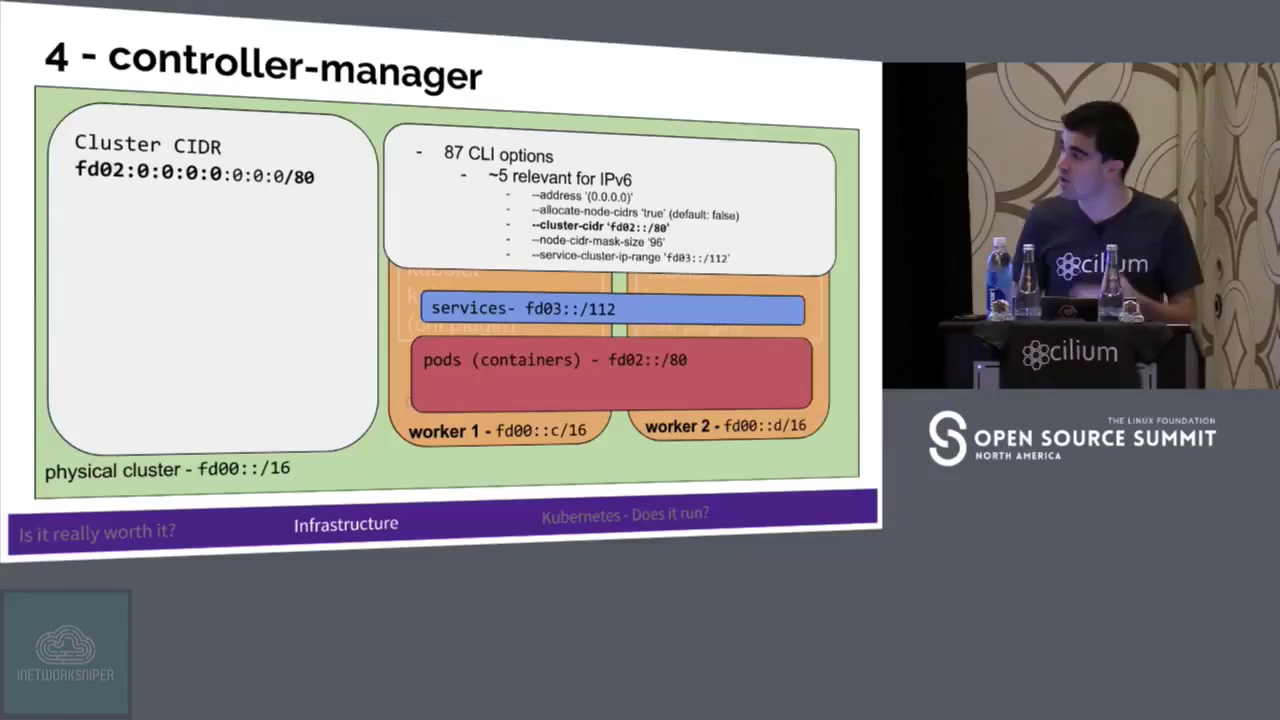 4 - controller-manager
Cluster CIDR
fd02:0:0:0:0:0:0:0/80
- 87 CLI options
- ~5 relevant for IPv6
- --address '(0.0.0.0)'
- --allocate-node-cidrs 'true' (default: false)
- --cluster-cidr 'fd02::/80'
- --node-cidr-mask-size '96'
- --service-cluster-ip-range 'fd03::/112'
kubelet
services- fd03::/112
(cni plugin)
pods (containers) - fd02::/80
worker 1 - fd00::c/16
worker 2 - fd00::d/16
physical cluster - fd00::/16
Is it really worth it?
Infrastructure
Kubernetes - Does it run?
cilium
cilium
THE LINUX FOUNDATION
OPEN SOURCE SUMMIT
NORTH AMERICA
INETWORKSNIPER